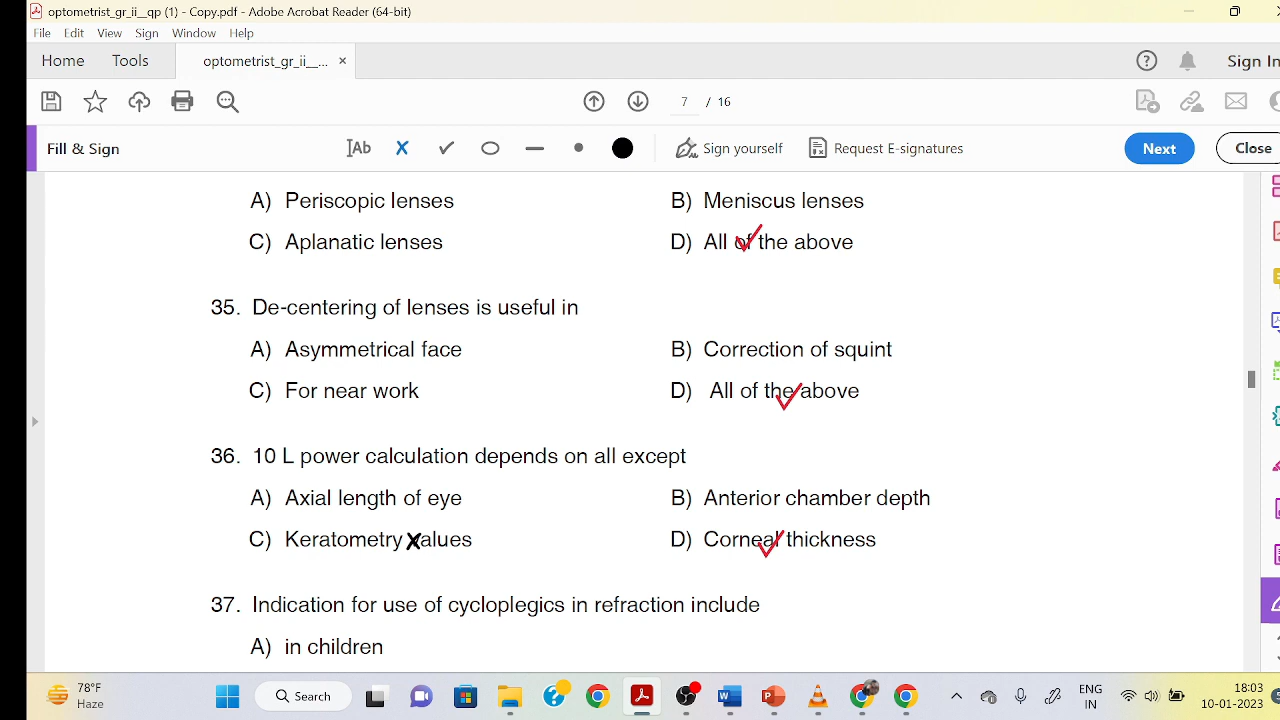 optometrist_gr_ii__qp (1) - Copy.pdf - Adobe Acrobat Reader (64-bit)
File Edit View Sign Window Help
Home Tools optometrist_gr_ii__... × Sign In
7 / 16
Fill & Sign Ab Sign yourself Request E-signatures Next Close
A) Periscopic lenses B) Meniscus lenses
C) Aplanatic lenses D) All of the above
35. De-centering of lenses is useful in
A) Asymmetrical face B) Correction of squint
C) For near work D) All of the above
36. 10 L power calculation depends on all except
A) Axial length of eye B) Anterior chamber depth
C) Keratometry values D) Corneal thickness
37. Indication for use of cycloplegics in refraction include
A) in children
78°F
Haze
Search
ENG
IN
18:03
10-01-2023